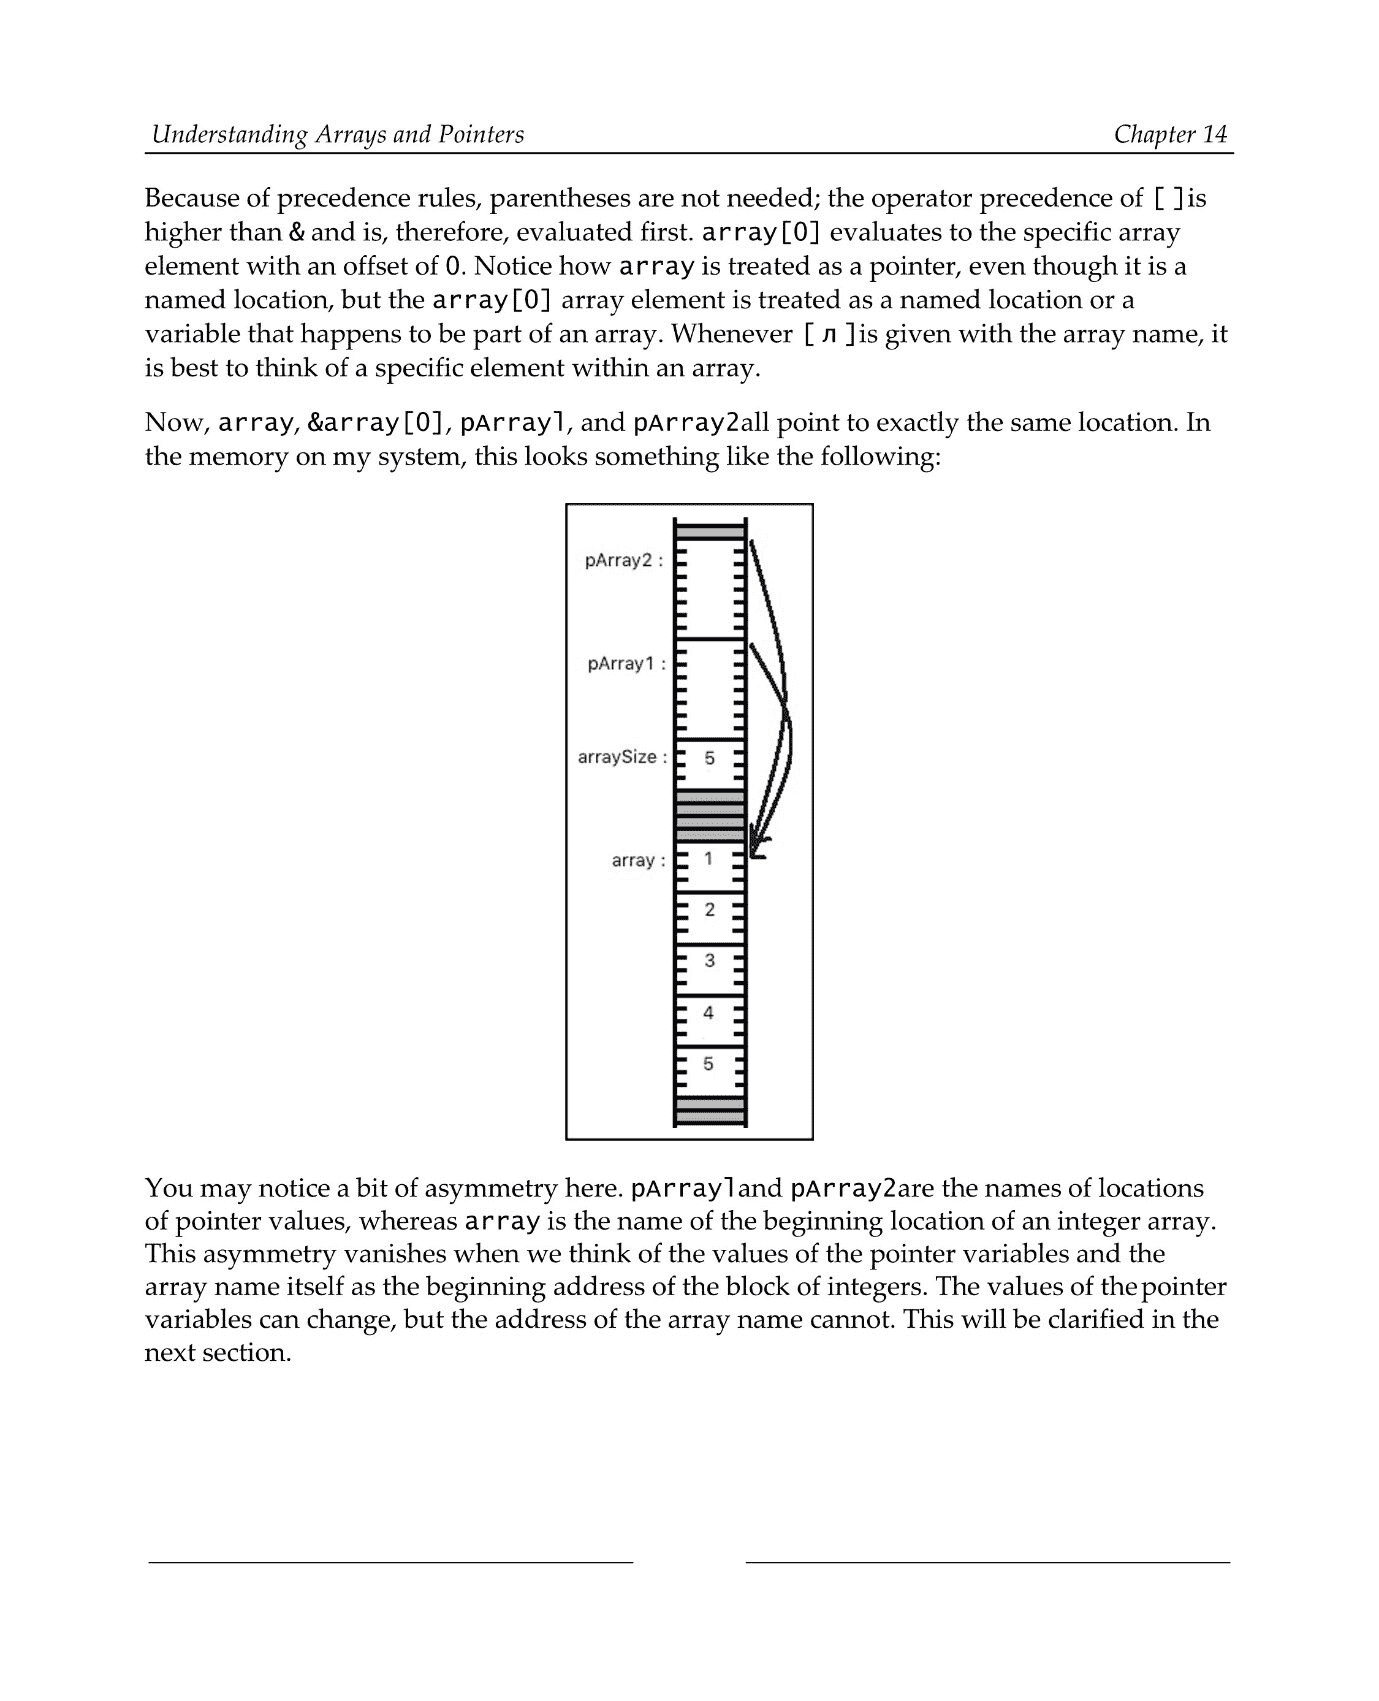 Understanding Arrays and Pointers Chapter 14
Because of precedence rules, parentheses are not needed; the operator precedence of [ ]is
higher than & and is, therefore, evaluated first. array[0] evaluates to the specific array
element with an offset of 0. Notice how array is treated as a pointer, even though it is a
named location, but the array[0] array element is treated as a named location or a
variable that happens to be part of an array. Whenever [ л ]is given with the array name, it
is best to think of a specific element within an array.
Now, array, &array[0], pArray1, and pArray2all point to exactly the same location. In
the memory on my system, this looks something like the following:
pArray2 :
pArray1 :
arraySize : 5
array : 1
2
3
4
5
You may notice a bit of asymmetry here. pArray1and pArray2are the names of locations
of pointer values, whereas array is the name of the beginning location of an integer array.
This asymmetry vanishes when we think of the values of the pointer variables and the
array name itself as the beginning address of the block of integers. The values of the pointer
variables can change, but the address of the array name cannot. This will be clarified in the
next section.